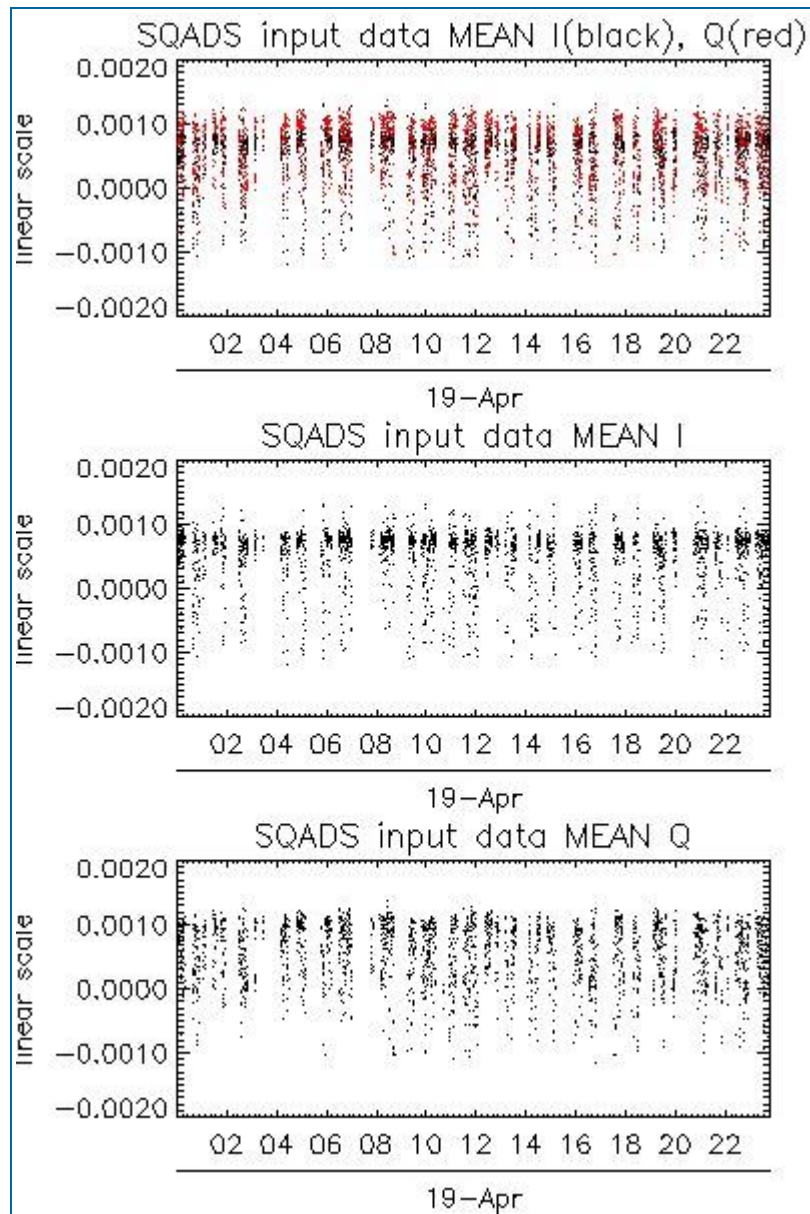 SQADS input data MEAN I(black), Q(red)
0.0020
0.0010
0.0000
−0.0010
−0.0020
linear scale
02 04 06 08 10 12 14 16 18 20 22
19−Apr
SQADS input data MEAN I
0.0020
0.0010
0.0000
−0.0010
−0.0020
linear scale
02 04 06 08 10 12 14 16 18 20 22
19−Apr
SQADS input data MEAN Q
0.0020
0.0010
0.0000
−0.0010
−0.0020
linear scale
02 04 06 08 10 12 14 16 18 20 22
19−Apr